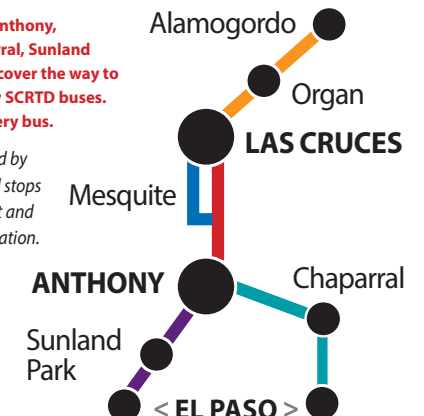 nthony,
rral, Sunland
cover the way to
SCRTD buses.
ery bus.
d by
stops
t and
ation.
Alamogordo
Organ
LAS CRUCES
Mesquite
ANTHONY
Chaparral
Sunland
Park
< EL PASO >